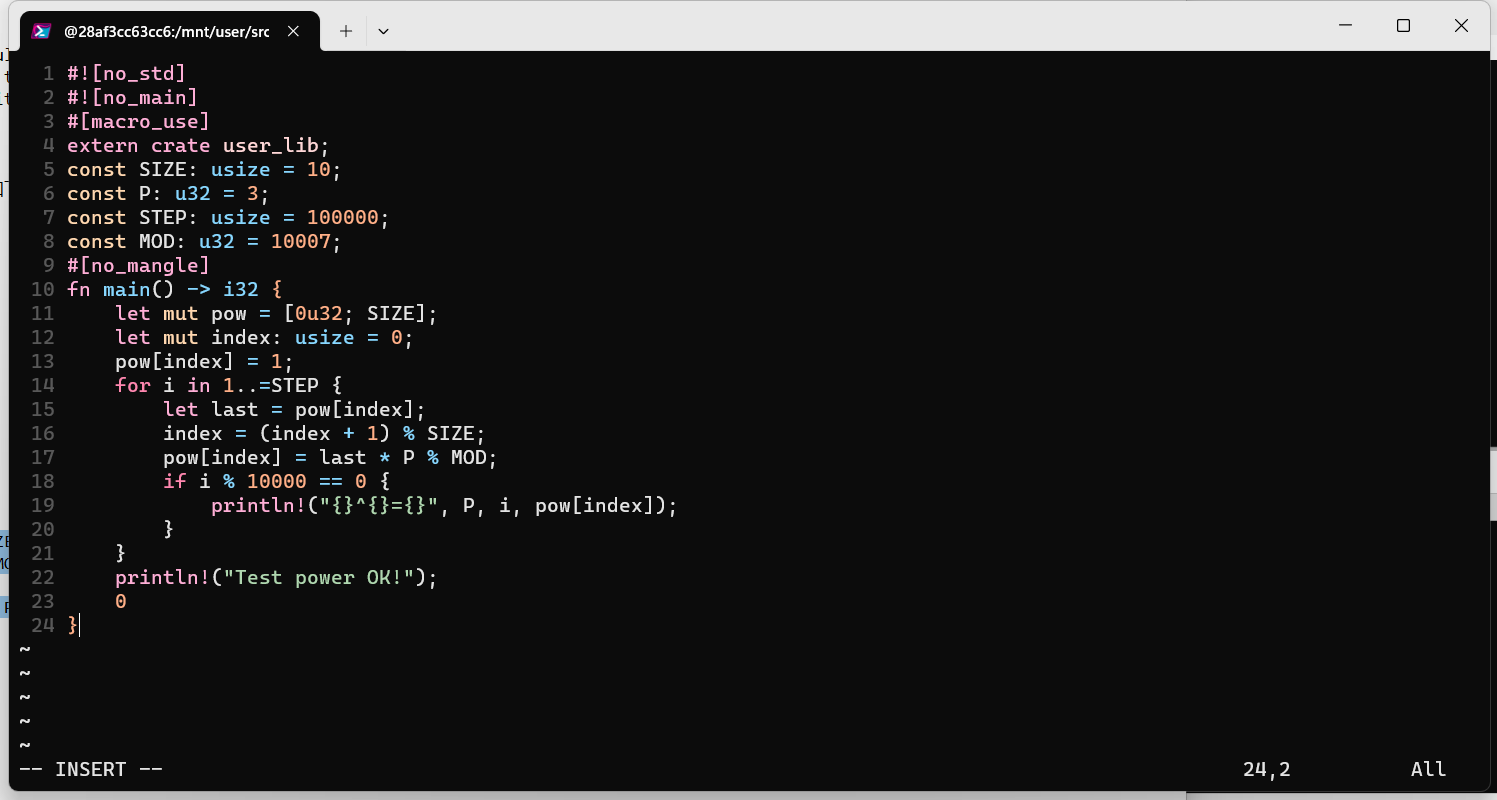 @28af3cc63cc6:/mnt/user/src
1 #![no_std]
2 #![no_main]
3 #[macro_use]
4 extern crate user_lib;
5 const SIZE: usize = 10;
6 const P: u32 = 3;
7 const STEP: usize = 100000;
8 const MOD: u32 = 10007;
9 #[no_mangle]
10 fn main() -> i32 {
11     let mut pow = [0u32; SIZE];
12     let mut index: usize = 0;
13     pow[index] = 1;
14     for i in 1..=STEP {
15         let last = pow[index];
16         index = (index + 1) % SIZE;
17         pow[index] = last * P % MOD;
18         if i % 10000 == 0 {
19             println!("{}^{}={}", P, i, pow[index]);
20         }
21     }
22     println!("Test power OK!");
23     0
24 }
~
~
~
~
~
-- INSERT -- 24,2 All